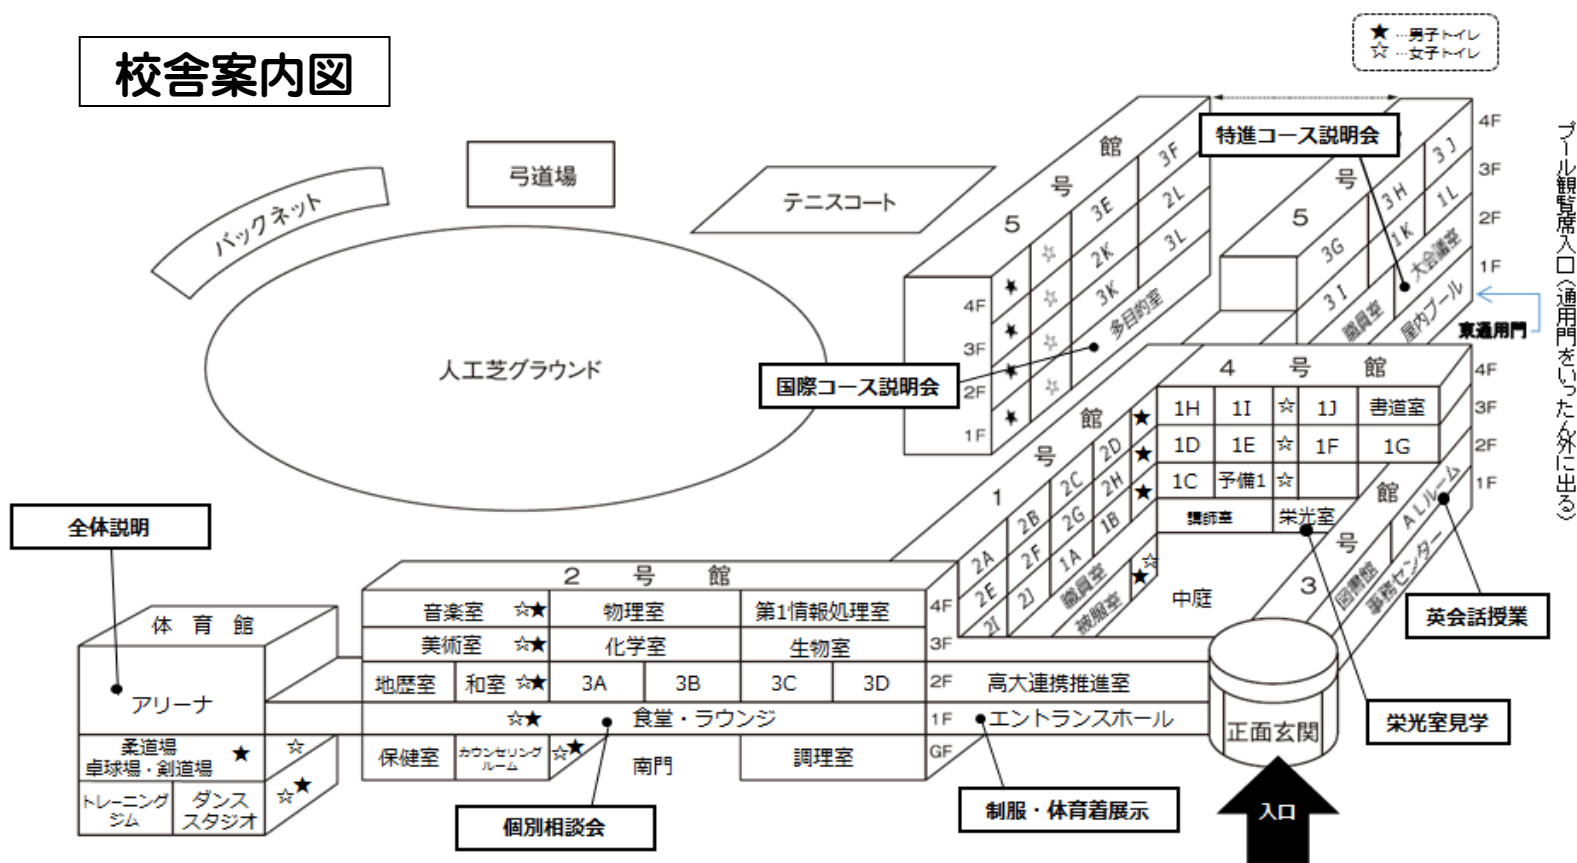 校舎案内図
★ …男子トイレ
☆ …女子トイレ
弓道場
バックネット
テニスコート
人工芝グラウンド
5 号 館
4F
3F
2F
1F
★ ☆ 3E 3F
★ ☆ 2K 2L
★ ☆ 3K 3L
★ ☆ 多目的室
国際コース説明会
特進コース説明会
5 号
3G 3H 3J
3I 1K 1L
職員室 大会議室
屋内プール
4F
3F
2F
1F
東通用門
プール観覧席入口(通用門をいったん外に出る)
4 号 館
1H 1I ☆ 1J 書道室
1D 1E ☆ 1F 1G
1C 予備1 ☆
講師室 栄光室
4F
3F
2F
1F
1 号 館
2A 2B 2C 2D ★
2E 2F 2G 2H ★
2I 2J 1A 1B ★
職員室
被服室 ★ ☆
中庭
3 号 館
図書館 ALルーム
事務センター
英会話授業
栄光室見学
全体説明
体 育 館
アリーナ
柔道場
卓球場・剣道場 ★ ☆
トレーニング
ジム
ダンス
スタジオ
☆★
2 号 館
音楽室 ☆★ 物理室 第1情報処理室 4F
美術室 ☆★ 化学室 生物室 3F
地歴室 和室 ☆★ 3A 3B 3C 3D 2F 高大連携推進室
☆★ 食堂・ラウンジ 1F エントランスホール
保健室 カウンセリング
ルーム ☆★ 南門 調理室 GF
個別相談会
制服・体育着展示
正面玄関
入口